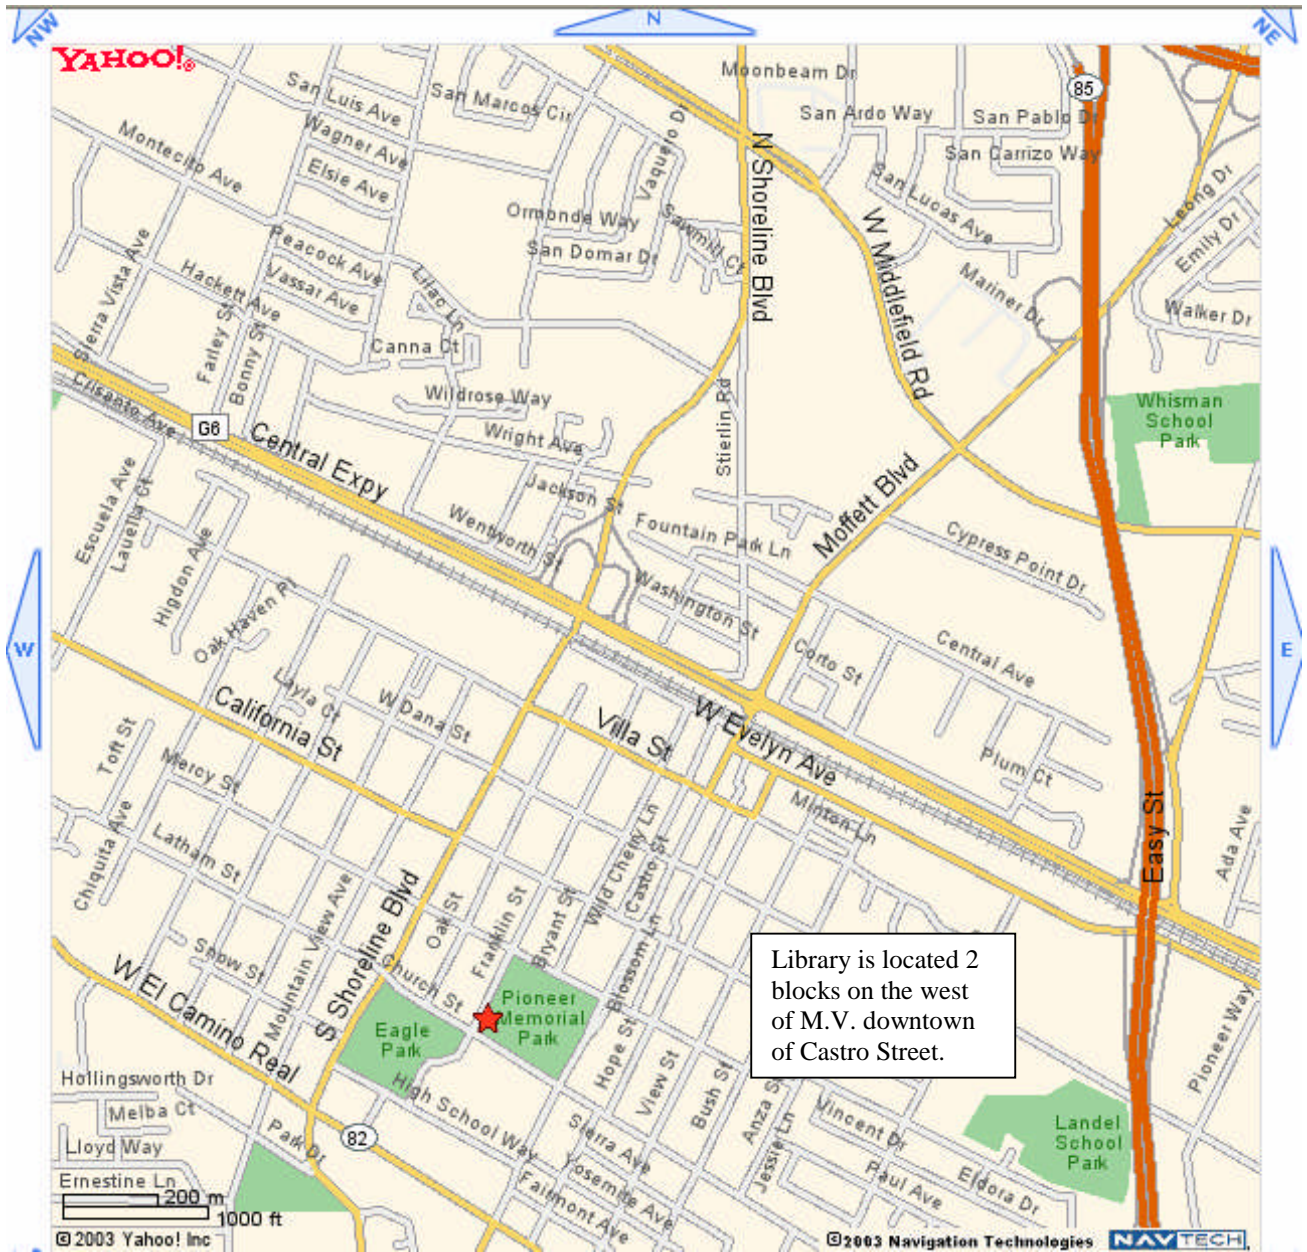 NW
N
NE
YAHOO!®
Moonbeam Dr
85
San Luis Ave
San Marcos Cir
San Ardo Way
San Pablo Dr
Montecito Ave
Wagner Ave
Vaquero Dr
N Shoreline Blvd
San Carrizo Way
Elsie Ave
San Lucas Ave
Leong Dr
Ormonde Way
Sawmill Ct
W Middlefield Rd
Emily Dr
Sierra Vista Ave
Peacock Ave
San Domar Dr
Hackett Ave
Vassar Ave
Lilac Ln
Mariner Dr
Walker Dr
Farley St
Bonny St
Canna Ct
Crisanto Ave
Wildrose Way
Stierlin Rd
Whisman
School
Park
G6
Central Expy
Wright Ave
Escuela Ave
Lauella Ct
Jackson St
Moffett Blvd
Wentworth St
Fountain Park Ln
Cypress Point Dr
Higdon Ave
Washington St
Oak Haven Pl
W
E
Corto St
Central Ave
Layla Ct
W Dana St
California St
Villa St
W Evelyn Ave
Toft St
Mercy St
Plum Ct
Minton Ln
Easy St
Ada Ave
Chiquita Ave
Latham St
Wild Cherry Ln
Castro St
Mountain View Ave
S Shoreline Blvd
Oak St
Franklin St
Bryant St
Blossom Ln
Snow St
Church St
W El Camino Real
Library is located 2
blocks on the west
of M.V. downtown
of Castro Street.
Pioneer
Memorial
Park
Eagle
Park
Pioneer Way
Hope St
View St
Bush St
Anza S
Hollingsworth Dr
Melba Ct
High School Way
Vincent Dr
Landel
School
Park
Lloyd Way
Park Dr
82
Sierra Ave
Jessie Ln
Yosemite Ave
Paul Ave
Eldora Dr
Ernestine Ln
Fairmont Ave
200 m
1000 ft
©2003 Yahoo! Inc
©2003 Navigation Technologies
NAVTECH